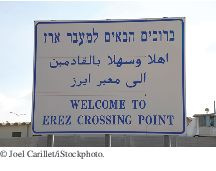 ברוכים הבאים למעבר ארז
اهلا وسهلا بالقادمين
الى معبر ايرز
WELCOME TO
EREZ CROSSING POINT
© Joel Carillet/iStockphoto.